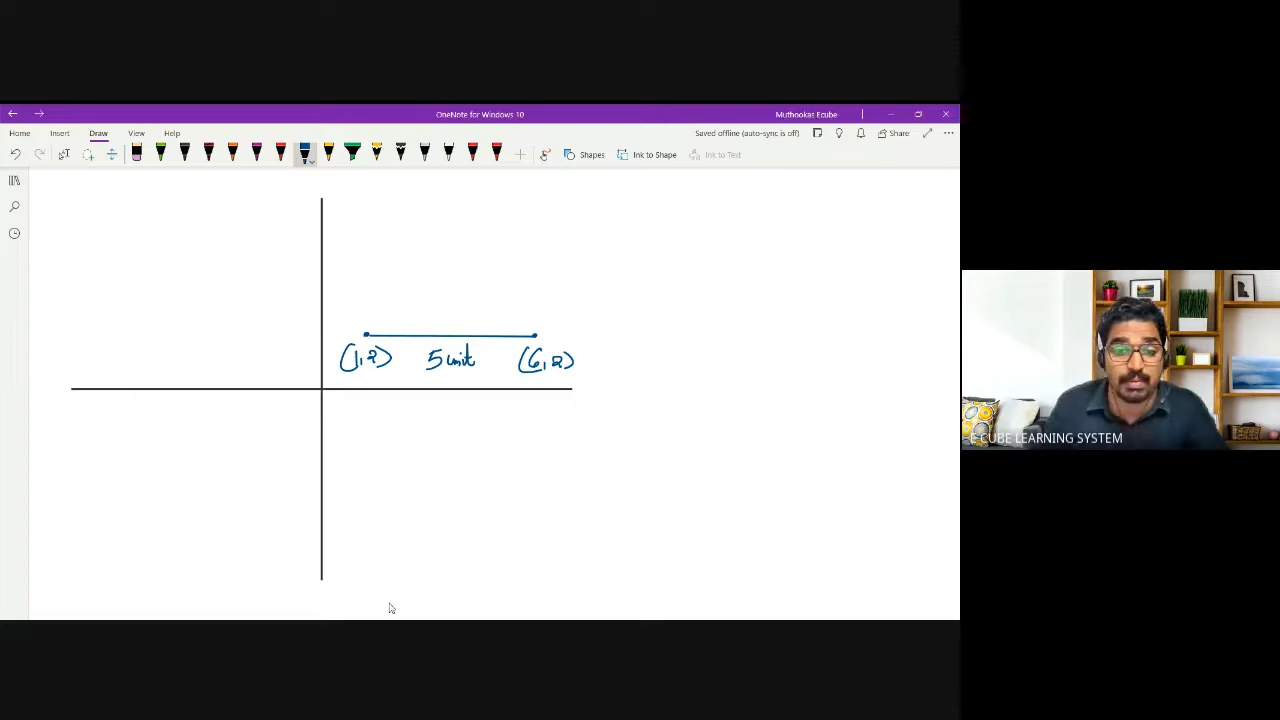 OneNote for Windows 10
Muthookas Ecube
Home Insert Draw View Help
Saved offline (auto-sync is off)
Share
Shapes
Ink to Shape
Ink to Text
(1,2) 5 unit (6,2)
E CUBE LEARNING SYSTEM